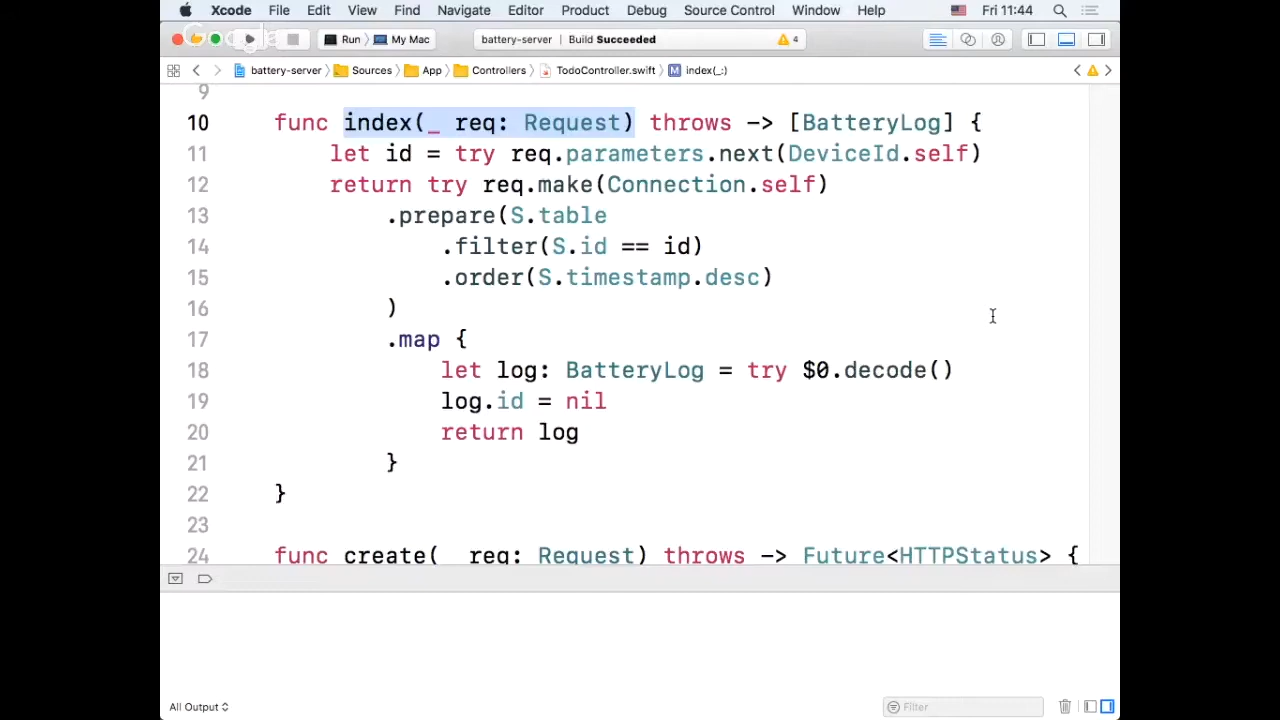 Xcode File Edit View Find Navigate Editor Product Debug Source Control Window Help Fri 11:44
Run My Mac battery-server | Build Succeeded 4
battery-server Sources App Controllers TodoController.swift M index(_:)
9
10 func index(_ req: Request) throws -> [BatteryLog] {
11 let id = try req.parameters.next(DeviceId.self)
12 return try req.make(Connection.self)
13 .prepare(S.table
14 .filter(S.id == id)
15 .order(S.timestamp.desc)
16 )
17 .map {
18 let log: BatteryLog = try $0.decode()
19 log.id = nil
20 return log
21 }
22 }
23
24 func create(_ req: Request) throws -> Future<HTTPStatus> {
All Output Filter